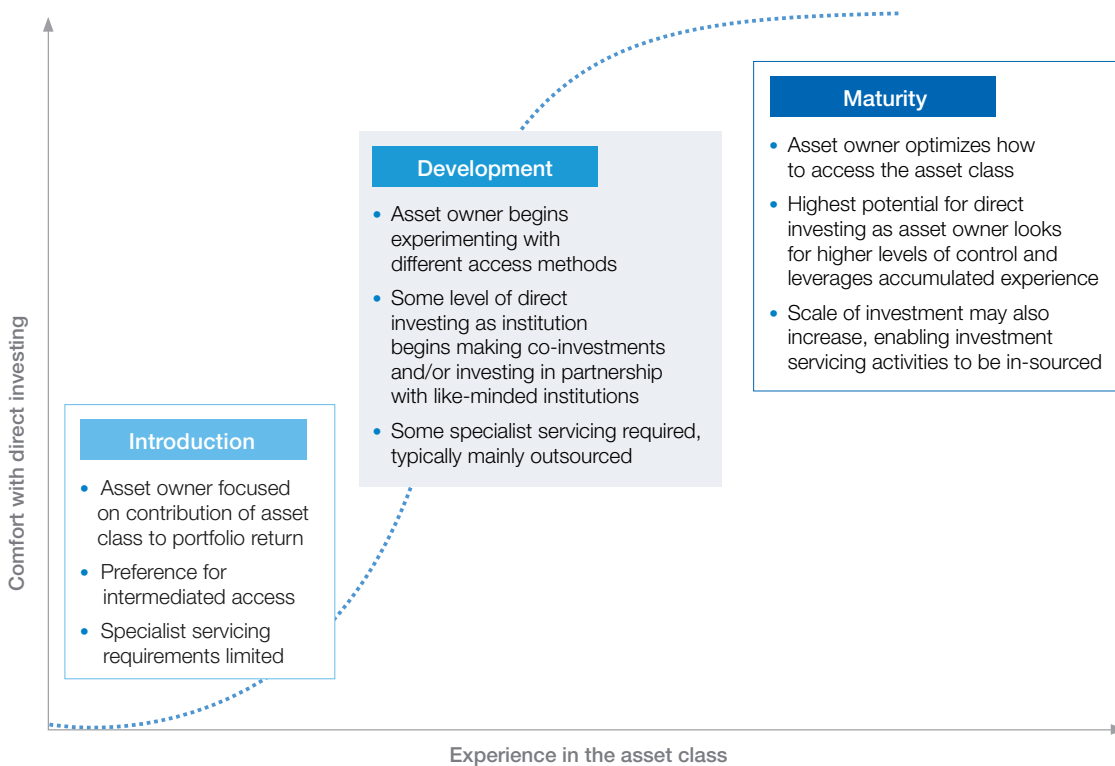 Maturity
• Asset owner optimizes how
to access the asset class
• Highest potential for direct
investing as asset owner looks
for higher levels of control and
leverages accumulated experience
• Scale of investment may also
increase, enabling investment
servicing activities to be in-sourced
Development
• Asset owner begins
experimenting with
different access methods
• Some level of direct
investing as institution
begins making co-investments
and/or investing in partnership
with like-minded institutions
• Some specialist servicing required,
typically mainly outsourced
Introduction
• Asset owner focused
on contribution of asset
class to portfolio return
• Preference for
intermediated access
• Specialist servicing
requirements limited
Comfort with direct investing
Experience in the asset class